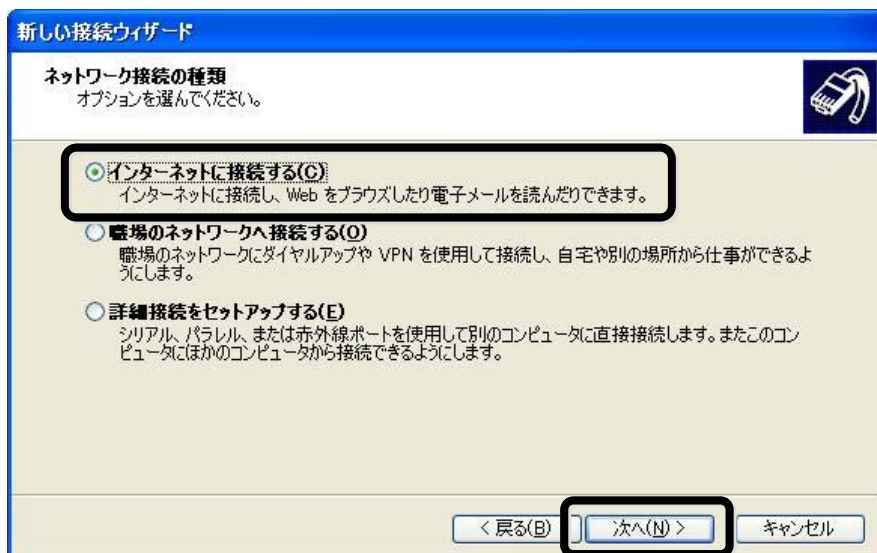 新しい接続ウィザード
ネットワーク接続の種類
オプションを選んでください。
インターネットに接続する(C)
インターネットに接続し、Web をブラウズしたり電子メールを読んだりできます。
職場のネットワークへ接続する(O)
職場のネットワークにダイヤルアップや VPN を使用して接続し、自宅や別の場所から仕事ができるよ
うにします。
詳細接続をセットアップする(E)
シリアル、パラレル、または赤外線ポートを使用して別のコンピュータに直接接続します。またこのコン
ピュータにほかのコンピュータから接続できるようにします。
< 戻る(B)
次へ(N) >
キャンセル